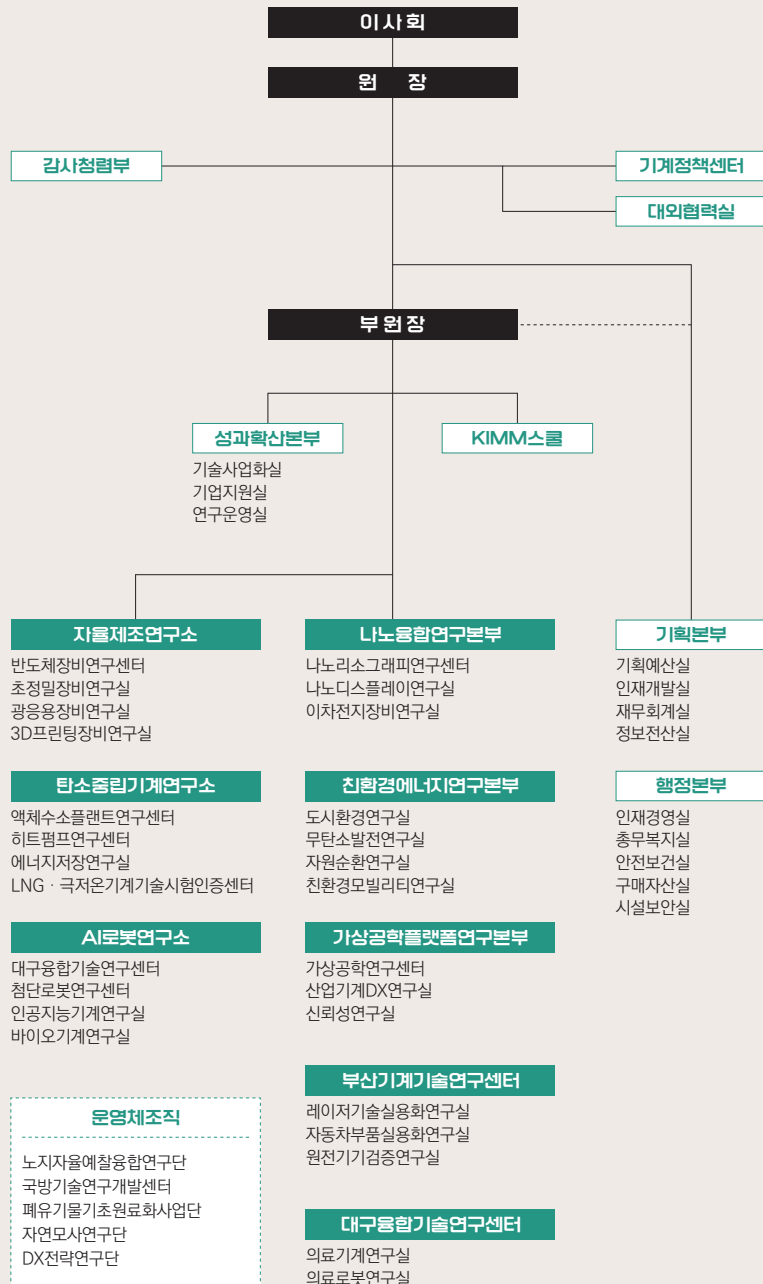 이사회
원 장
감사청렴부
기계정책센터
대외협력실
부원장
성과확산본부
기술사업화실
기업지원실
연구운영실
KIMM스쿨
자율제조연구소
반도체장비연구센터
초정밀장비연구실
광응용장비연구실
3D프린팅장비연구실
나노융합연구본부
나노리소그래피연구센터
나노디스플레이연구실
이차전지장비연구실
기획본부
기획예산실
인재개발실
재무회계실
정보전산실
탄소중립기계연구소
액체수소플랜트연구센터
히트펌프연구센터
에너지저장연구실
LNG · 극저온기계기술시험인증센터
친환경에너지연구본부
도시환경연구실
무탄소발전연구실
자원순환연구실
친환경모빌리티연구실
행정본부
인재경영실
총무복지실
안전보건실
구매자산실
시설보안실
AI로봇연구소
대구융합기술연구센터
첨단로봇연구센터
인공지능기계연구실
바이오기계연구실
가상공학플랫폼연구본부
가상공학연구센터
산업기계DX연구실
신뢰성연구실
부산기계기술연구센터
레이저기술실용화연구실
자동차부품실용화연구실
원전기기검증연구실
운영체조직
노지자율예찰융합연구단
국방기술연구개발센터
폐유기물기초원료화사업단
자연모사연구단
DX전략연구단
대구융합기술연구센터
의료기계연구실
의료로봇연구실